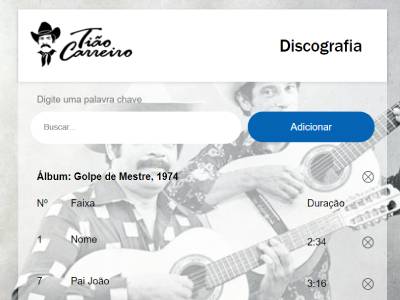 Tião
Carreiro
Discografia
Digite uma palavra chave
Buscar...
Adicionar
Álbum: Golpe de Mestre, 1974
Nº Faixa Duração
1 Nome 2:34
7 Pai João 3:16